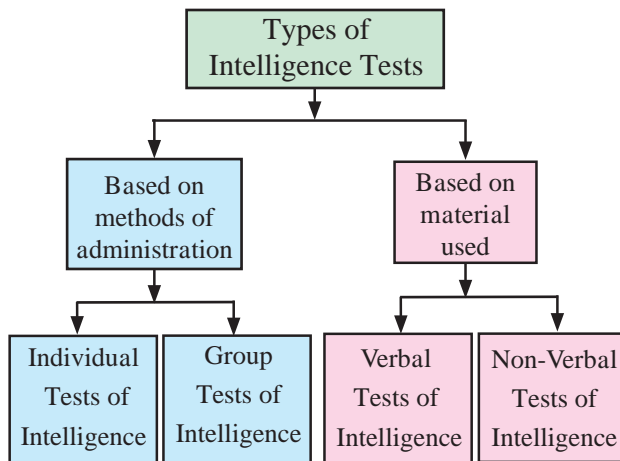 Types of
Intelligence Tests
Based on
methods of
administration
Based on
material
used
Individual
Tests of
Intelligence
Group
Tests of
Intelligence
Verbal
Tests of
Intelligence
Non-Verbal
Tests of
Intelligence